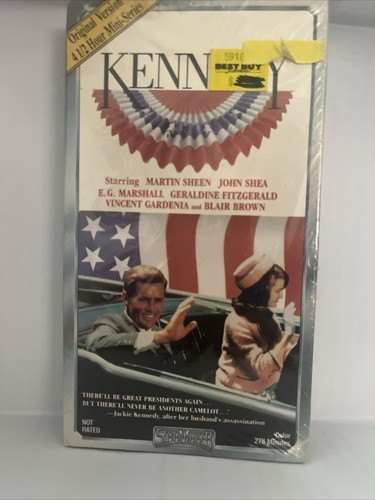 Original Version
4 1/2 Hour Mini-Series
KENN Y
591
BEST BUY
$
Starring MARTIN SHEEN JOHN SHEA
E.G. MARSHALL GERALDINE FITZGERALD
VINCENT GARDENIA and BLAIR BROWN
'THERE'LL BE GREAT PRESIDENTS AGAIN . . .
BUT THERE'LL NEVER BE ANOTHER CAMELOT . . .'
—Jackie Kennedy, after her husband's assassination
NOT
RATED
STARMAKER
Color
278 Minutes